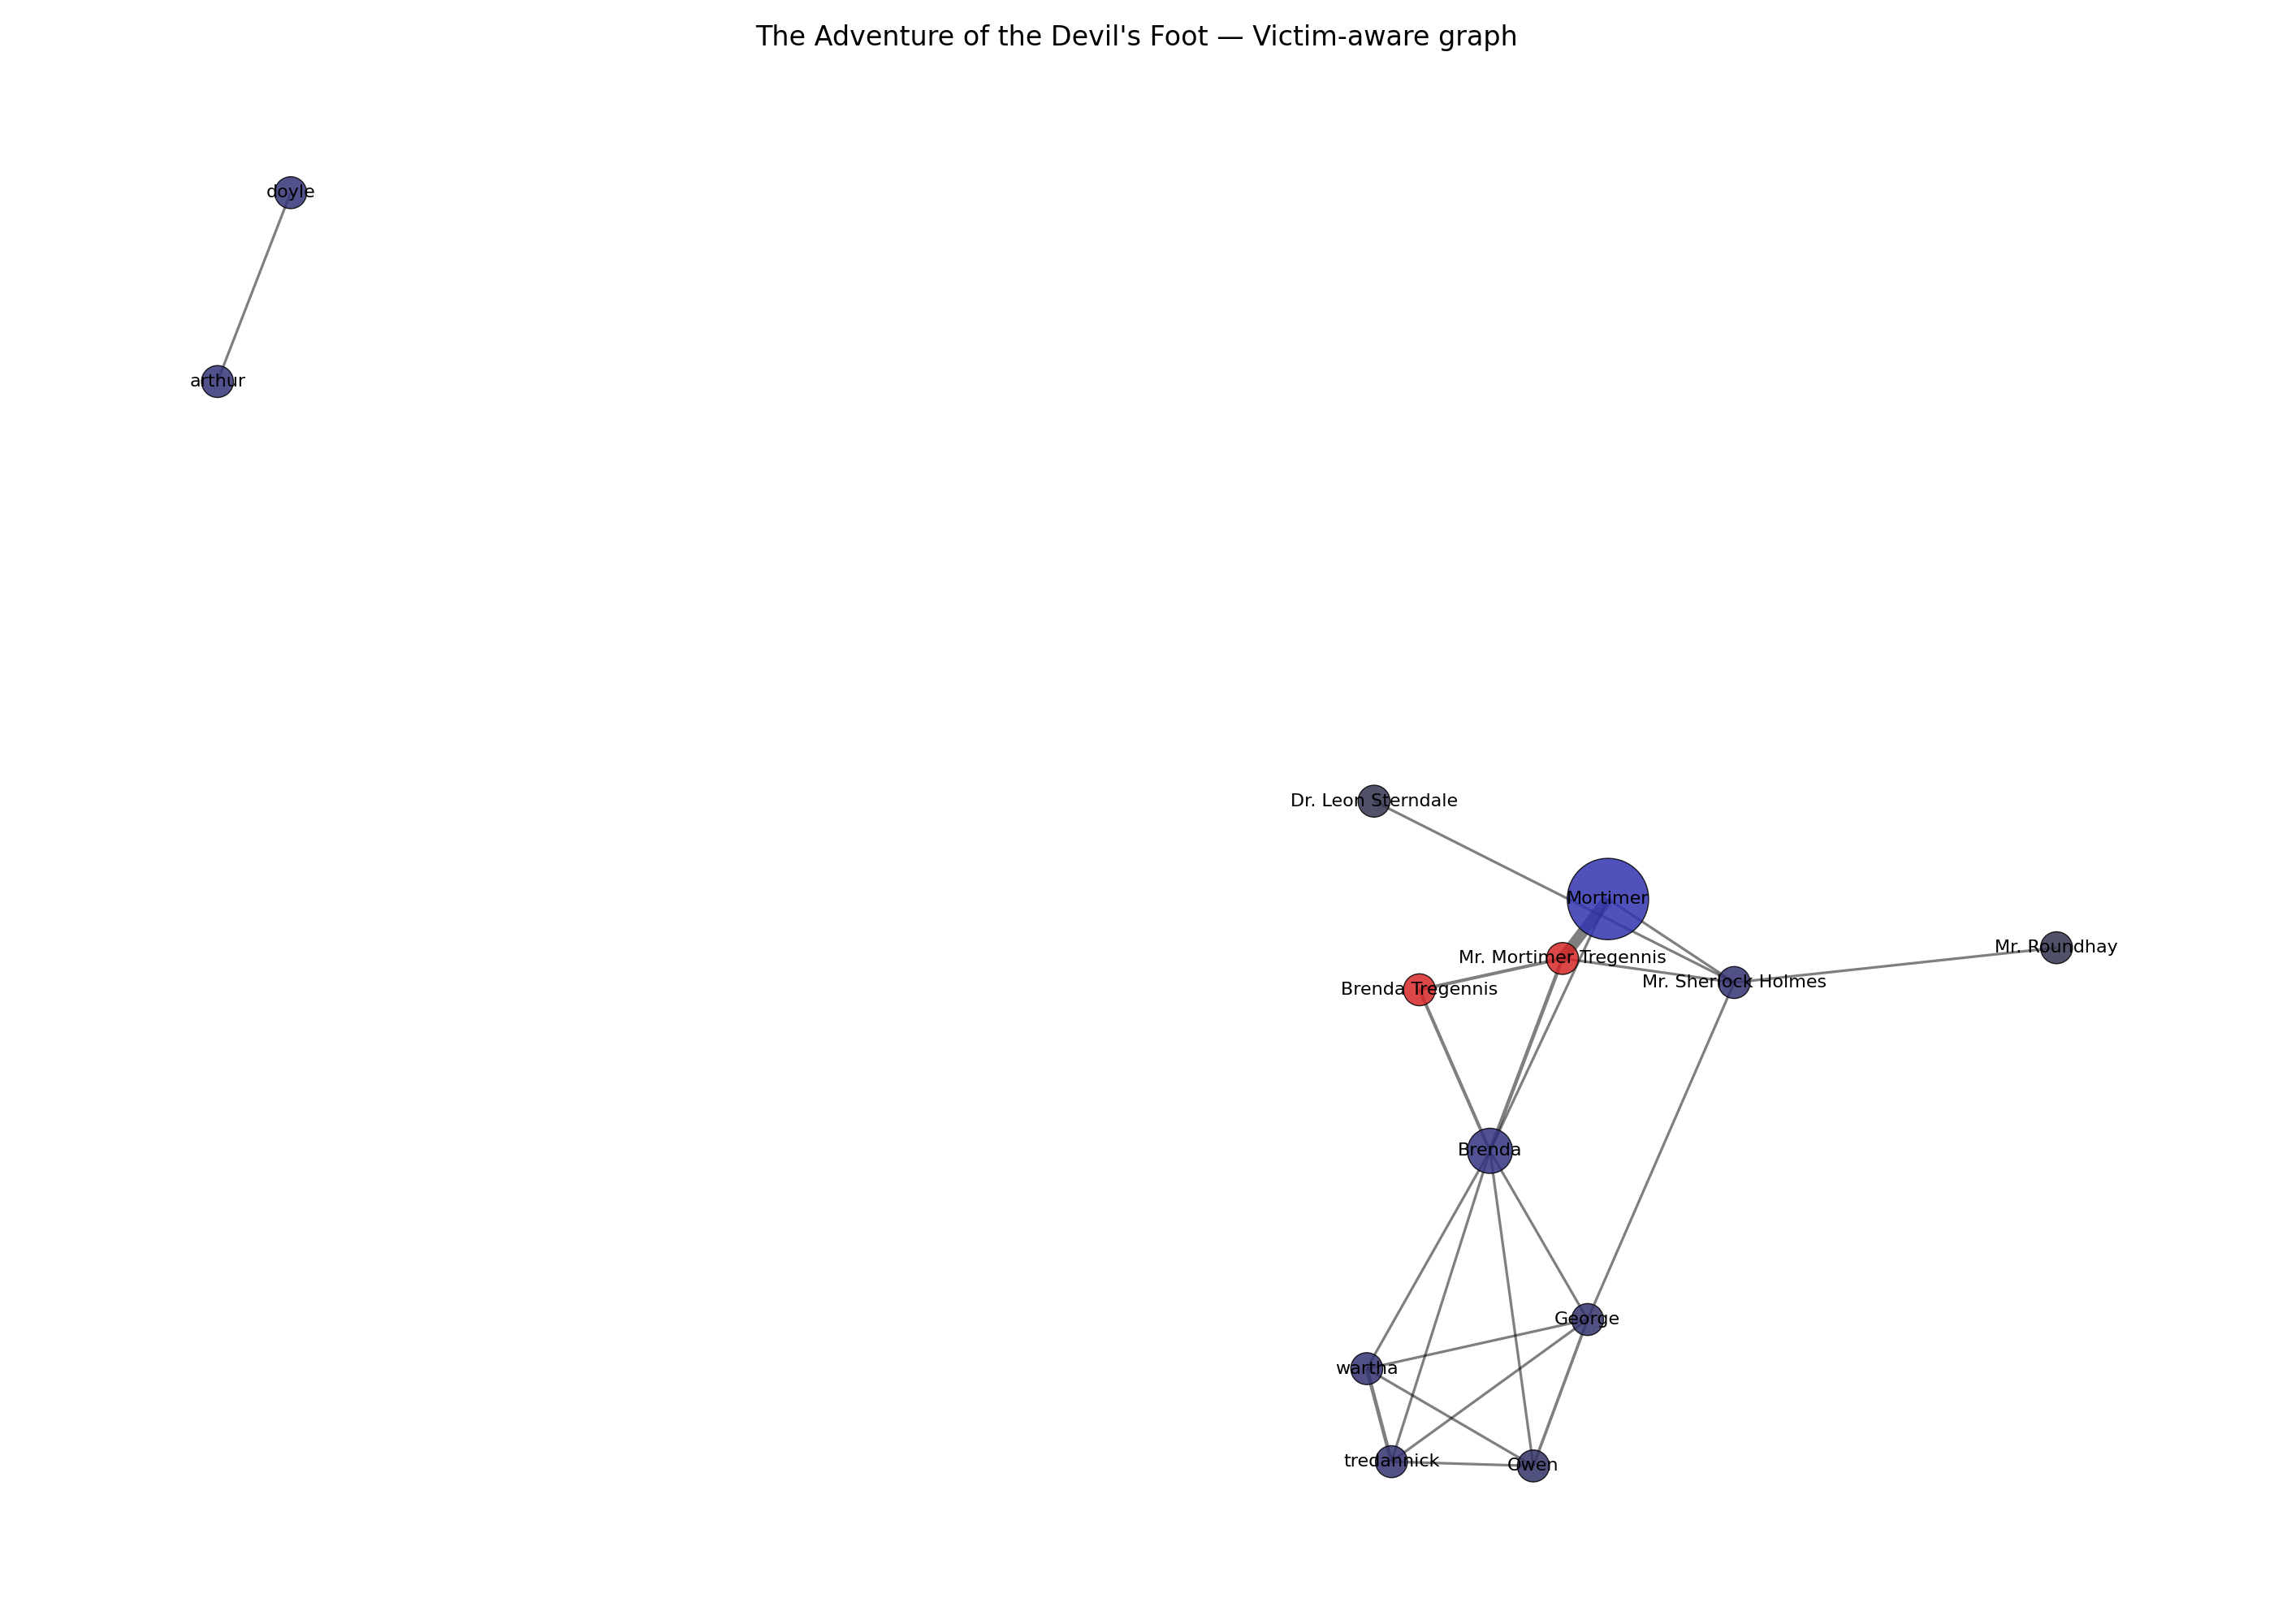 The Adventure of the Devil's Foot — Victim-aware graph
doyle
arthur
Dr. Leon Sterndale
Mortimer
Mr. Roundhay
Mr. Mortimer Tregennis
Mr. Sherlock Holmes
Brenda Tregennis
Brenda
George
wartha
tredannick
Owen